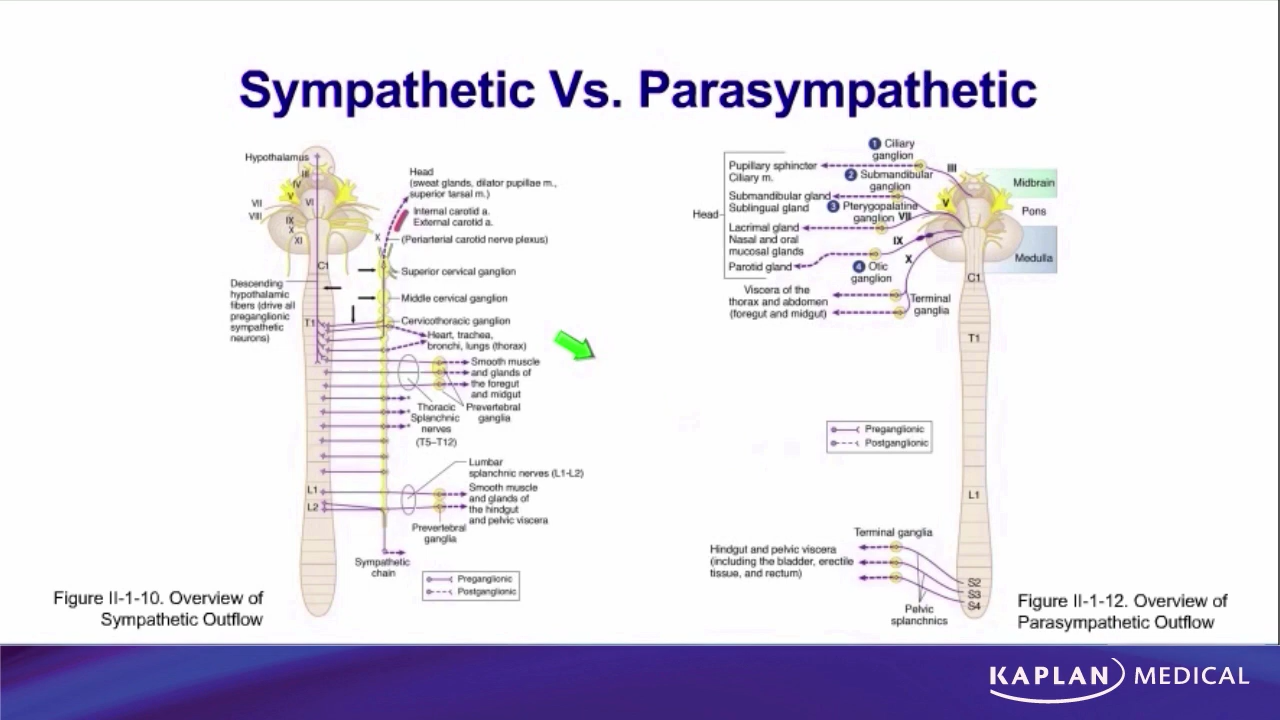 Sympathetic Vs. Parasympathetic
Hypothalamus
III
IV
V
VI
VII
VIII
IX
X
XI
C1
Descending
hypothalamic
fibers (drive all
preganglionic
sympathetic
neurons)
T1
L1
L2
Head
(sweat glands, dilator pupillae m.,
superior tarsal m.)
Internal carotid a.
External carotid a.
X
(Periarterial carotid nerve plexus)
Superior cervical ganglion
Middle cervical ganglion
Cervicothoracic ganglion
Heart, trachea,
bronchi, lungs (thorax)
Smooth muscle
and glands of
the foregut
and midgut
Thoracic
Splanchnic
nerves
(T5–T12)
Prevertebral
ganglia
Lumbar
splanchnic nerves (L1-L2)
Smooth muscle
and glands of
the hindgut
and pelvic viscera
Prevertebral
ganglia
Sympathetic
chain
Preganglionic
Postganglionic
Figure II-1-10. Overview of
Sympathetic Outflow
1 Ciliary
ganglion
Pupillary sphincter
Ciliary m.
III
2 Submandibular
ganglion
Midbrain
Submandibular gland
Sublingual gland
V
3 Pterygopalatine
ganglion
VII
Pons
Head
Lacrimal gland
Nasal and oral
mucosal glands
IX
X
Medulla
Parotid gland
4 Otic
ganglion
C1
Viscera of the
thorax and abdomen
(foregut and midgut)
Terminal
ganglia
T1
Preganglionic
Postganglionic
L1
Terminal ganglia
Hindgut and pelvic viscera
(including the bladder, erectile
tissue, and rectum)
S2
S3
S4
Pelvic
splanchnics
Figure II-1-12. Overview of
Parasympathetic Outflow
KAPLAN MEDICAL